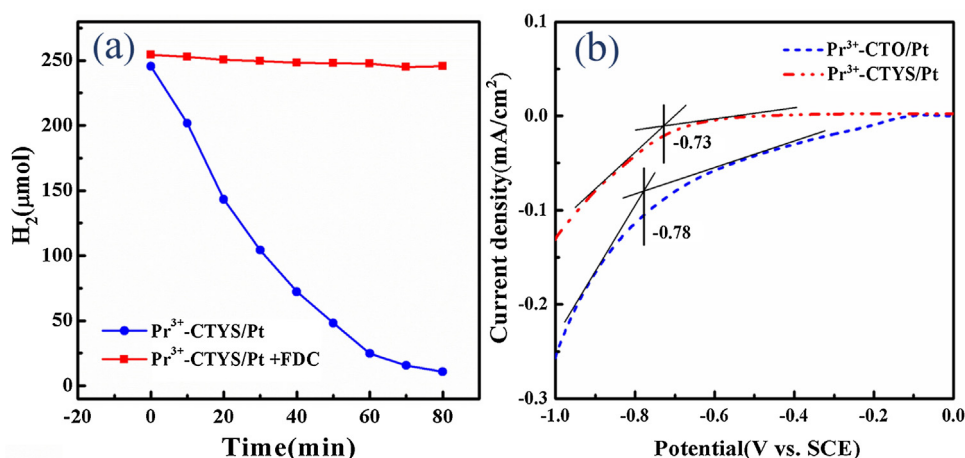 (a)
H₂(μmol)
300
250
200
150
100
50
0
Pr³⁺-CTYS/Pt
Pr³⁺-CTYS/Pt +FDC
-20
0
20
40
60
80
Time(min)
(b)
Current density(mA/cm²)
0.1
0.0
-0.1
-0.2
-0.3
Pr³⁺-CTO/Pt
Pr³⁺-CTYS/Pt
-0.73
-0.78
-1.0
-0.8
-0.6
-0.4
-0.2
0.0
Potential(V vs. SCE)